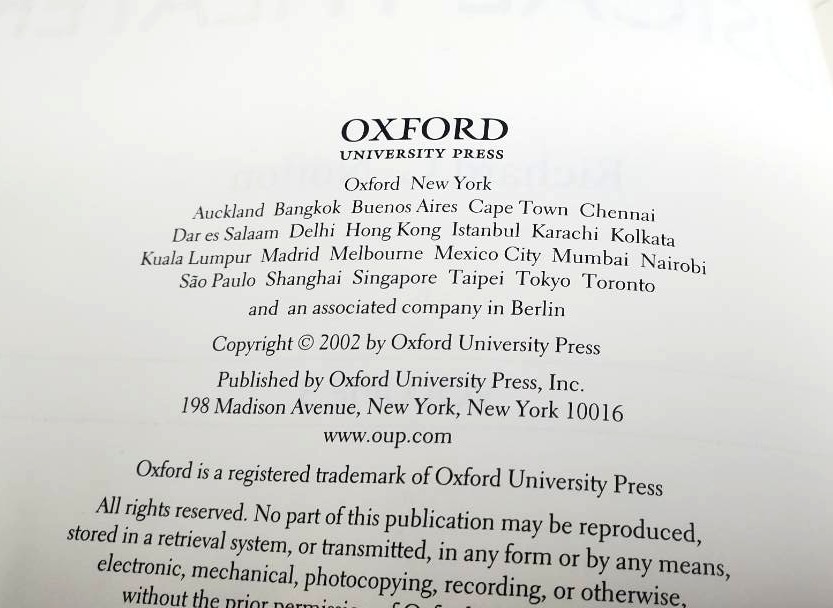 OXFORD
UNIVERSITY PRESS
Oxford New York
Auckland Bangkok Buenos Aires Cape Town Chennai
Dar es Salaam Delhi Hong Kong Istanbul Karachi Kolkata
Kuala Lumpur Madrid Melbourne Mexico City Mumbai Nairobi
São Paulo Shanghai Singapore Taipei Tokyo Toronto
and an associated company in Berlin
Copyright © 2002 by Oxford University Press
Published by Oxford University Press, Inc.
198 Madison Avenue, New York, New York 10016
www.oup.com
Oxford is a registered trademark of Oxford University Press
All rights reserved. No part of this publication may be reproduced,
stored in a retrieval system, or transmitted, in any form or by any means,
electronic, mechanical, photocopying, recording, or otherwise,
without the prior permission of